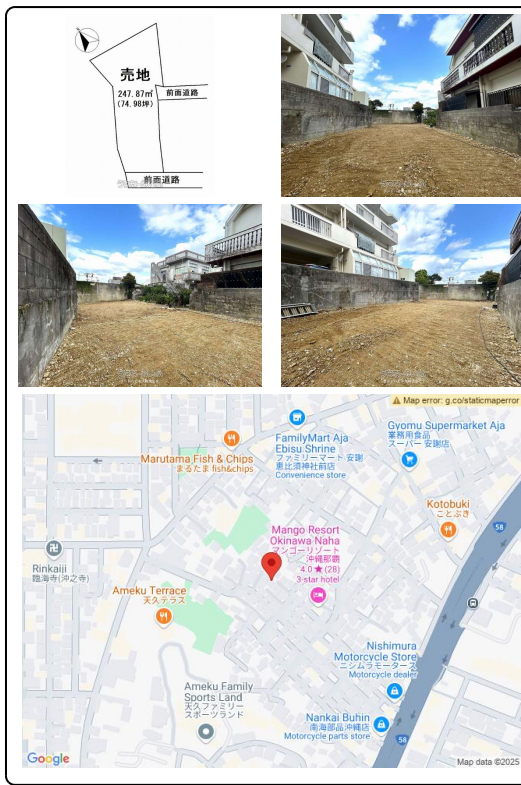 売地
247.87㎡
(74.98坪)
前面道路
前面道路
Map error: g.co/staticmaperror
Gyomu Supermarket Aja
業務用食品
スーパー 安謝店
FamilyMart Aja
Ebisu Shrine
ファミリーマート 安謝
恵比須神社前店
Convenience store
Marutama Fish & Chips
まるたま fish&chips
Kotobuki
ことぶき
58
Mango Resort
Okinawa Naha
マンゴーリゾート
沖縄那覇
4.0 ★ (28)
3-star hotel
Rinkaiji
臨海寺(沖之寺)
Ameku Terrace
天久テラス
Nishimura
Motorcycle Store
ニシムラモータース
Motorcycle dealer
Ameku Family
Sports Land
天久ファミリー
スポーツランド
Nankai Buhin
南海部品沖縄店
Motorcycle parts store
58
Google
Map data ©2025